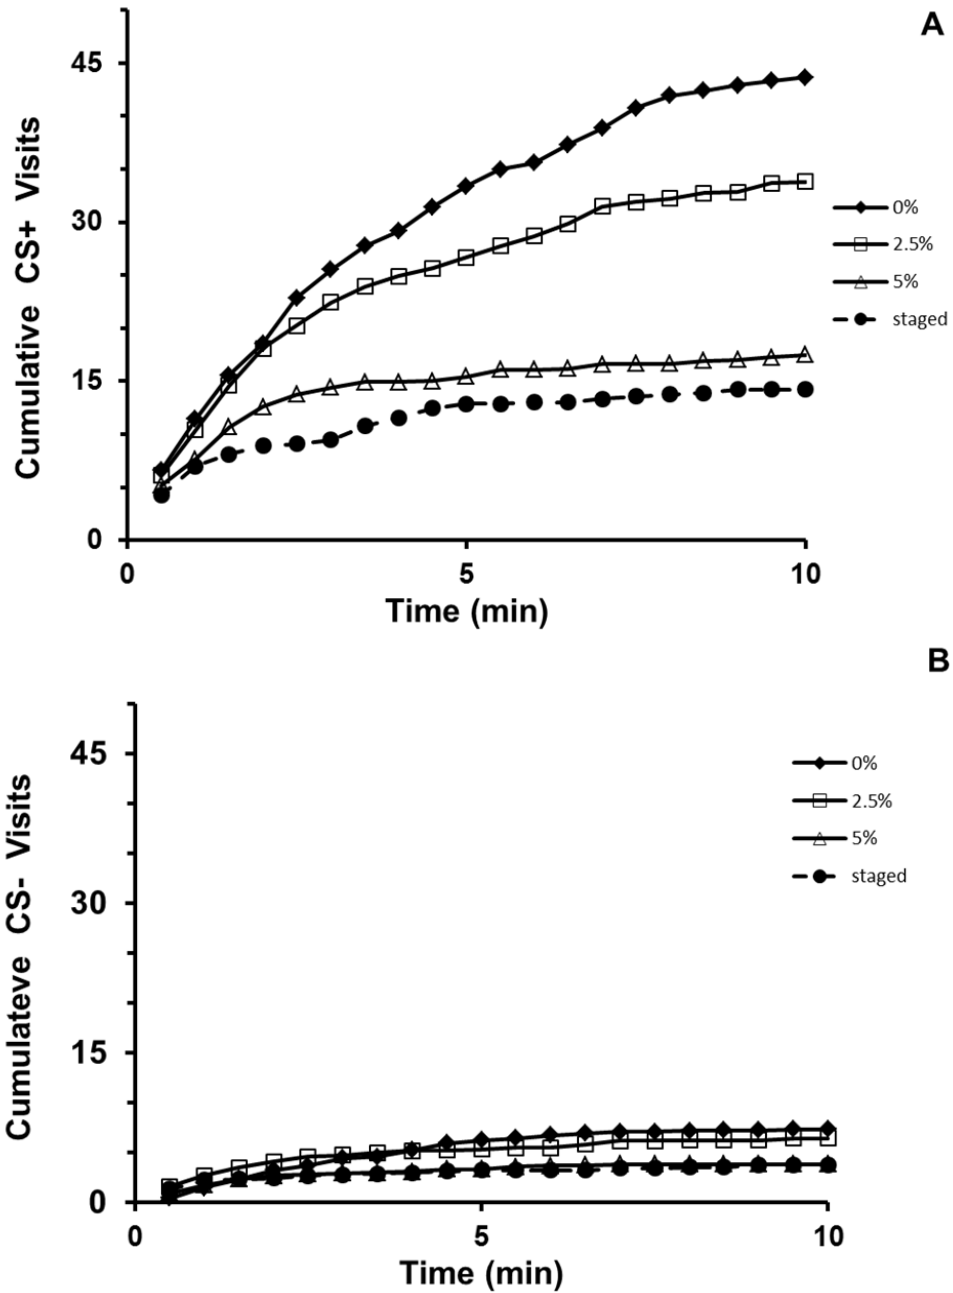 A
45
30
15
0
0 5 10
Time (min)
Cumulative CS+ Visits
0%
2.5%
5%
staged
B
45
30
15
0
0 5 10
Time (min)
Cumulateve CS- Visits
0%
2.5%
5%
staged